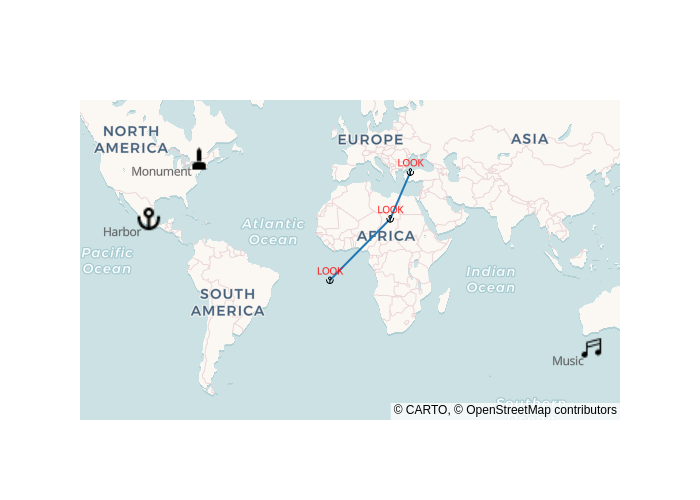 NORTH
AMERICA
EUROPE
ASIA
Monument
LOOK
LOOK
Harbor
Atlantic
Ocean
AFRICA
Pacific
Ocean
LOOK
Indian
Ocean
SOUTH
AMERICA
Music
Southern
© CARTO, © OpenStreetMap contributors